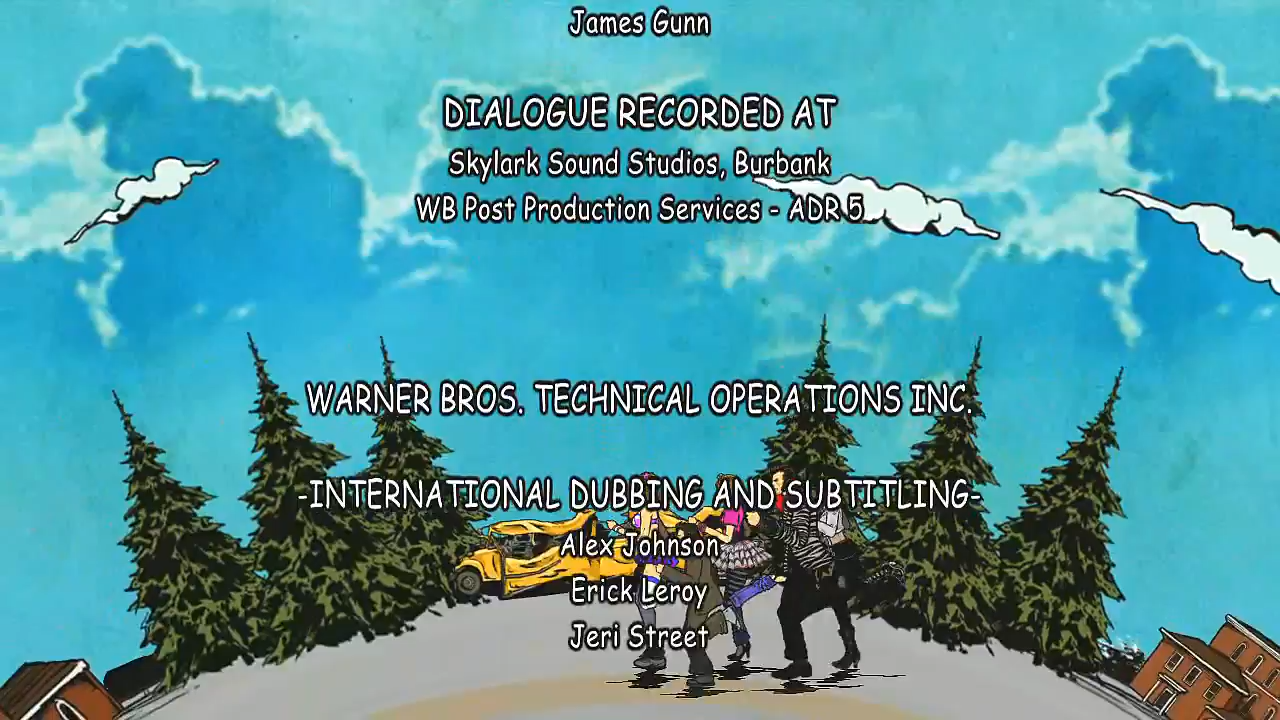 James Gunn
DIALOGUE RECORDED AT
Skylark Sound Studios, Burbank
WB Post Production Services - ADR 5
WARNER BROS. TECHNICAL OPERATIONS INC.
-INTERNATIONAL DUBBING AND SUBTITLING-
Alex Johnson
Erick Leroy
Jeri Street